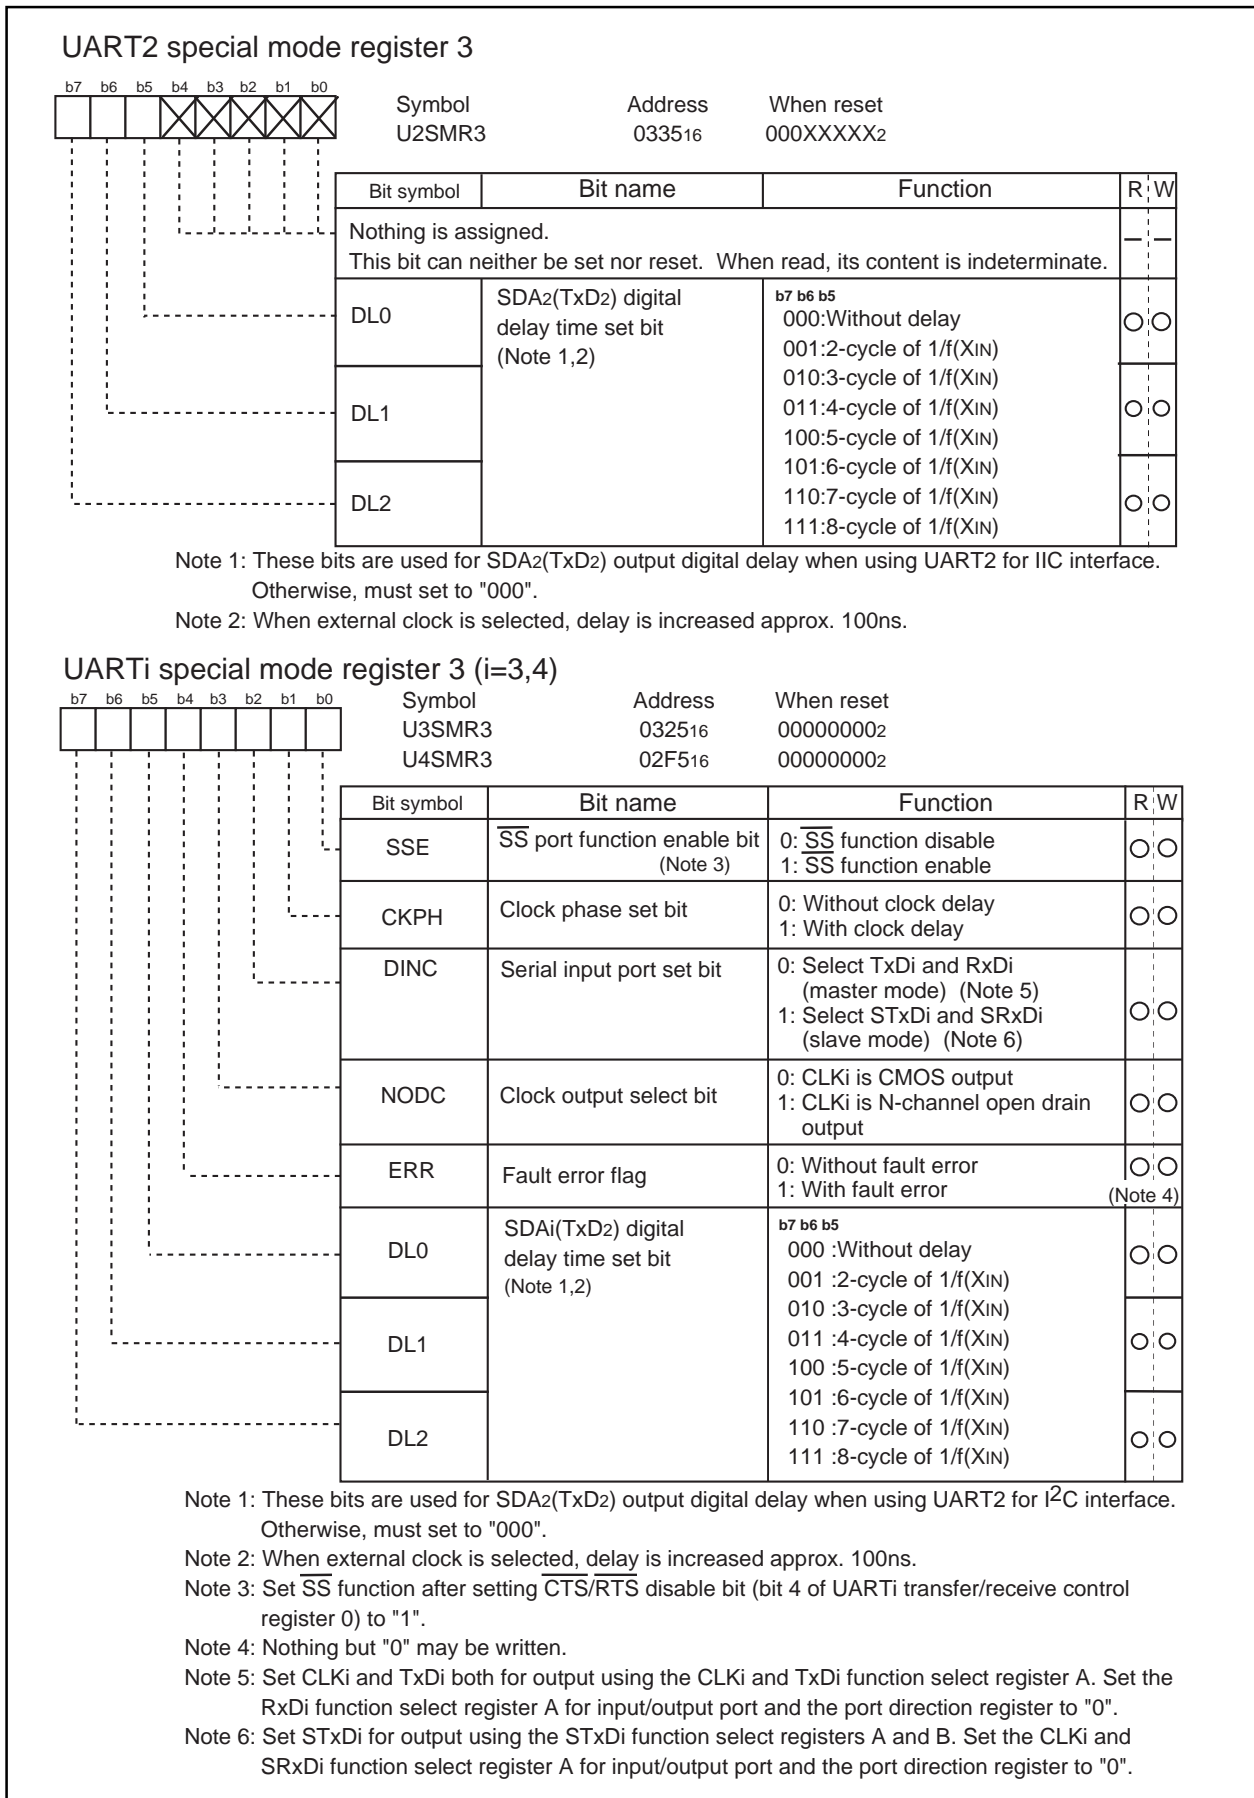 UART2 special mode register 3
b7 b6 b5 b4 b3 b2 b1 b0
Symbol Address When reset
U2SMR3 033516 000XXXXX2
Bit symbol Bit name Function R W
Nothing is assigned.
This bit can neither be set nor reset. When read, its content is indeterminate.
— —
DL0 SDA2(TxD2) digital
delay time set bit
(Note 1,2)
b7 b6 b5
000:Without delay
001:2-cycle of 1/f(XIN)
010:3-cycle of 1/f(XIN)
DL1 011:4-cycle of 1/f(XIN)
100:5-cycle of 1/f(XIN)
101:6-cycle of 1/f(XIN)
DL2 110:7-cycle of 1/f(XIN)
111:8-cycle of 1/f(XIN)
Note 1: These bits are used for SDA2(TxD2) output digital delay when using UART2 for IIC interface.
Otherwise, must set to "000".
Note 2: When external clock is selected, delay is increased approx. 100ns.
UARTi special mode register 3 (i=3,4)
b7 b6 b5 b4 b3 b2 b1 b0
Symbol Address When reset
U3SMR3 032516 000000002
U4SMR3 02F516 000000002
Bit symbol Bit name Function R W
SSE S̅S̅ port function enable bit
(Note 3)
0: S̅S̅ function disable
1: S̅S̅ function enable
CKPH Clock phase set bit 0: Without clock delay
1: With clock delay
DINC Serial input port set bit 0: Select TxDi and RxDi
(master mode) (Note 5)
1: Select STxDi and SRxDi
(slave mode) (Note 6)
NODC Clock output select bit 0: CLKi is CMOS output
1: CLKi is N-channel open drain
output
ERR Fault error flag 0: Without fault error
1: With fault error
(Note 4)
DL0 SDAi(TxD2) digital
delay time set bit
(Note 1,2)
b7 b6 b5
000 :Without delay
001 :2-cycle of 1/f(XIN)
010 :3-cycle of 1/f(XIN)
DL1 011 :4-cycle of 1/f(XIN)
100 :5-cycle of 1/f(XIN)
101 :6-cycle of 1/f(XIN)
DL2 110 :7-cycle of 1/f(XIN)
111 :8-cycle of 1/f(XIN)
Note 1: These bits are used for SDA2(TxD2) output digital delay when using UART2 for I2C interface.
Otherwise, must set to "000".
Note 2: When external clock is selected, delay is increased approx. 100ns.
Note 3: Set S̅S̅ function after setting C̅T̅S̅/R̅T̅S̅ disable bit (bit 4 of UARTi transfer/receive control
register 0) to "1".
Note 4: Nothing but "0" may be written.
Note 5: Set CLKi and TxDi both for output using the CLKi and TxDi function select register A. Set the
RxDi function select register A for input/output port and the port direction register to "0".
Note 6: Set STxDi for output using the STxDi function select registers A and B. Set the CLKi and
SRxDi function select register A for input/output port and the port direction register to "0".